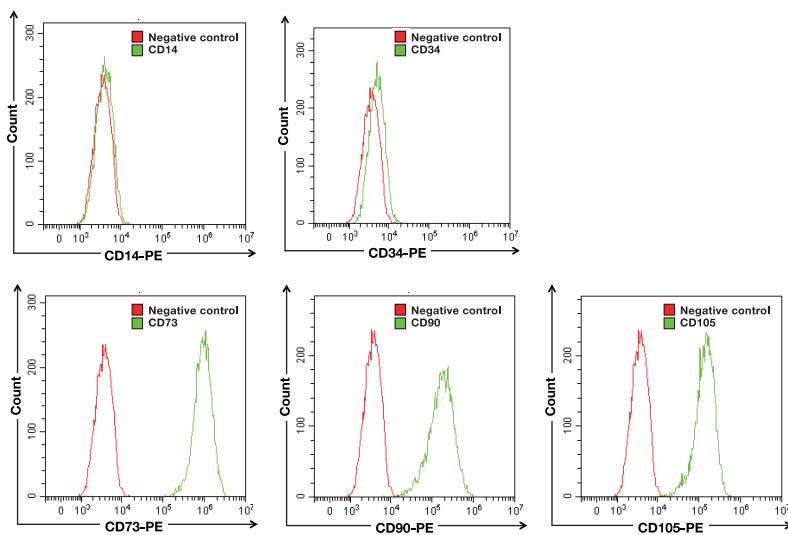 Negative control
CD14
Count
300
200
100
0
0 10³ 10⁴ 10⁵ 10⁶ 10⁷
CD14-PE
Negative control
CD34
Count
300
200
100
0
0 10³ 10⁴ 10⁵ 10⁶ 10⁷
CD34-PE
Negative control
CD73
Count
300
200
100
0
0 10³ 10⁴ 10⁵ 10⁶ 10⁷
CD73-PE
Negative control
CD90
Count
200
100
0
0 10³ 10⁴ 10⁵ 10⁶ 10⁷
CD90-PE
Negative control
CD105
Count
200
100
0
0 10³ 10⁴ 10⁵ 10⁶ 10⁷
CD105-PE